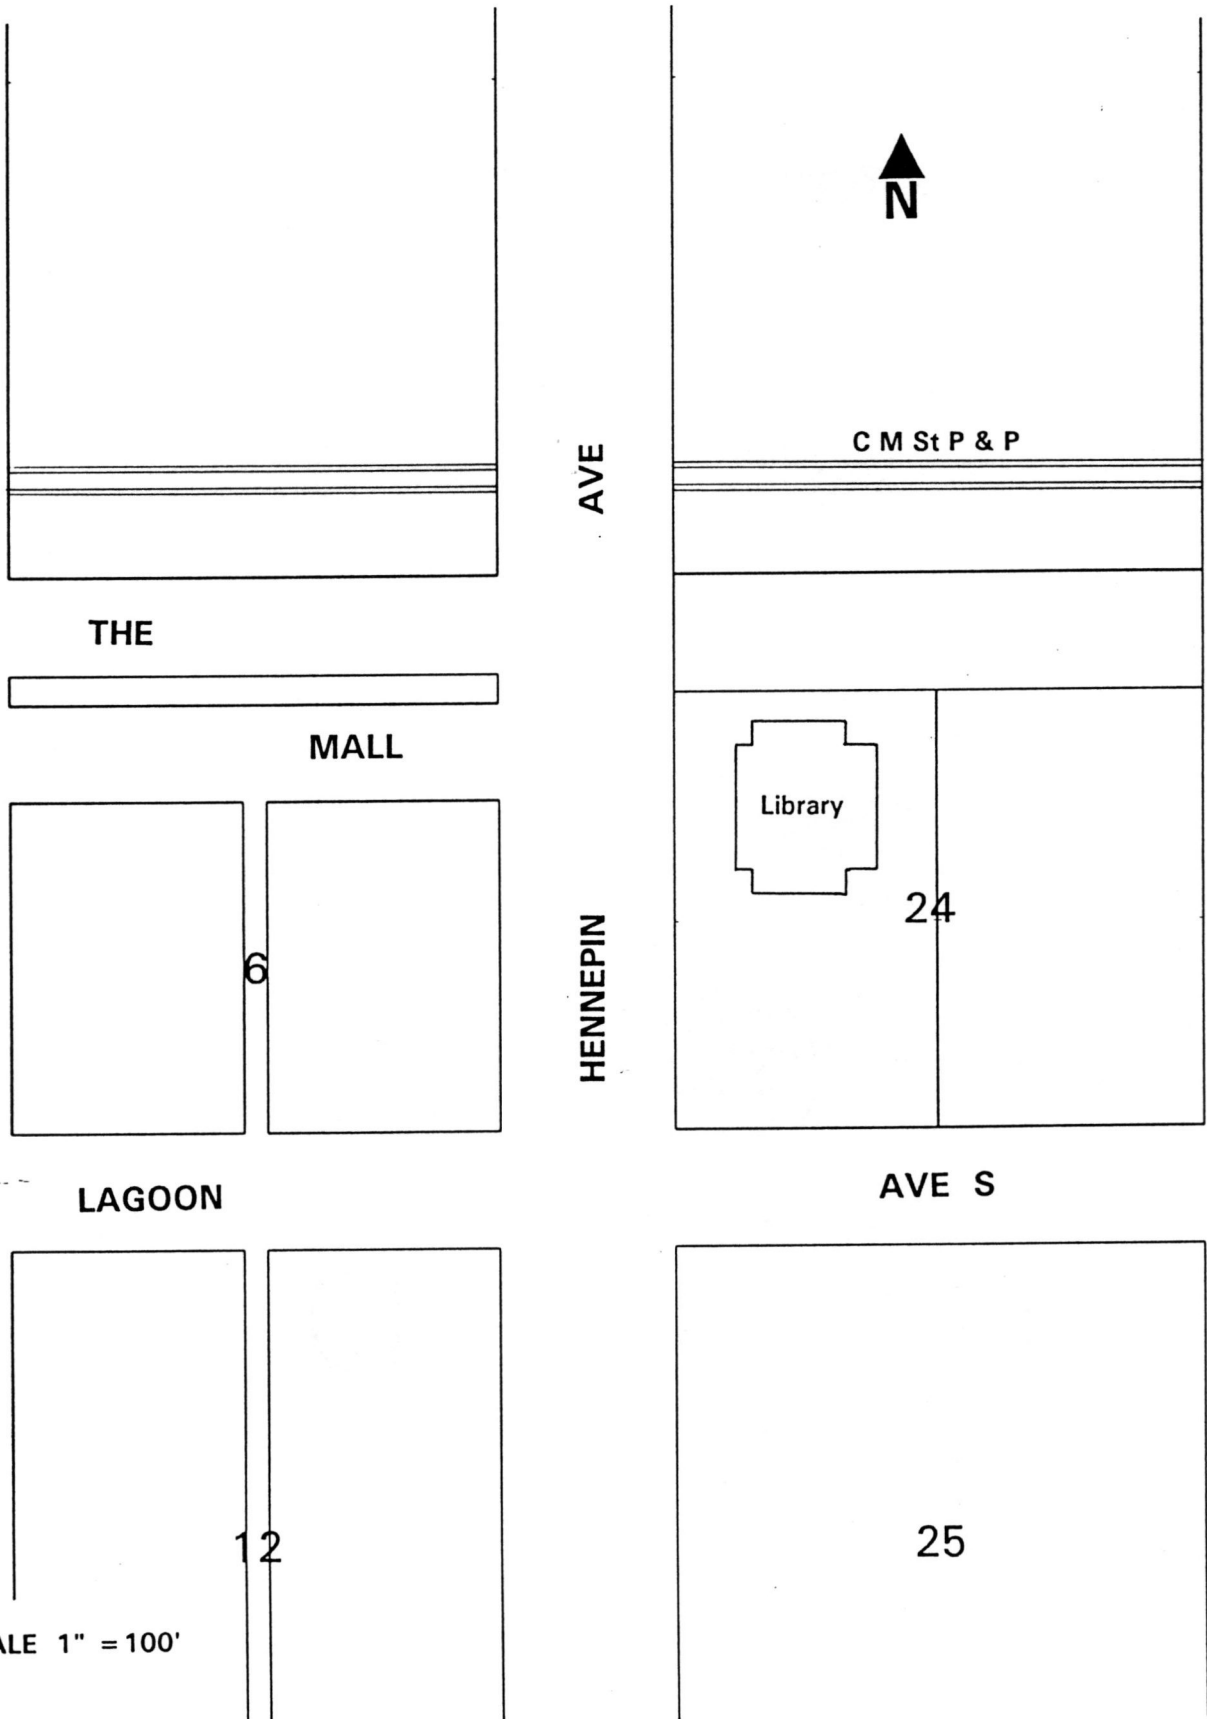 N
C M St P & P
AVE
THE
MALL
Library
24
6
HENNEPIN
LAGOON
AVE S
12
25
ALE 1" = 100'